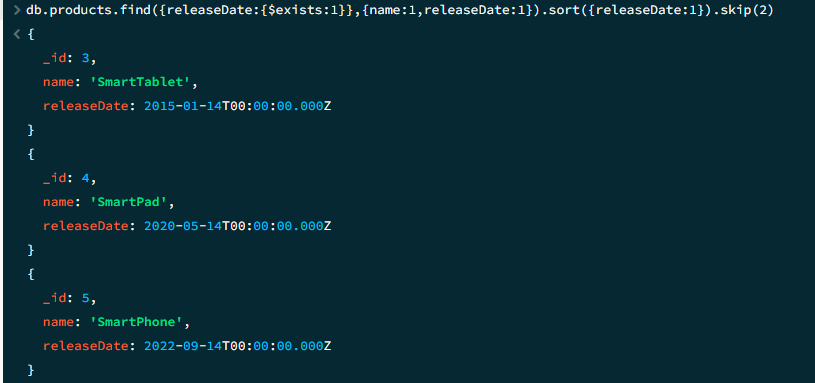 db.products.find({releaseDate:{$exists:1}},{name:1,releaseDate:1}).sort({releaseDate:1}).skip(2)
{
_id: 3,
name: 'SmartTablet',
releaseDate: 2015-01-14T00:00:00.000Z
}
{
_id: 4,
name: 'SmartPad',
releaseDate: 2020-05-14T00:00:00.000Z
}
{
_id: 5,
name: 'SmartPhone',
releaseDate: 2022-09-14T00:00:00.000Z
}